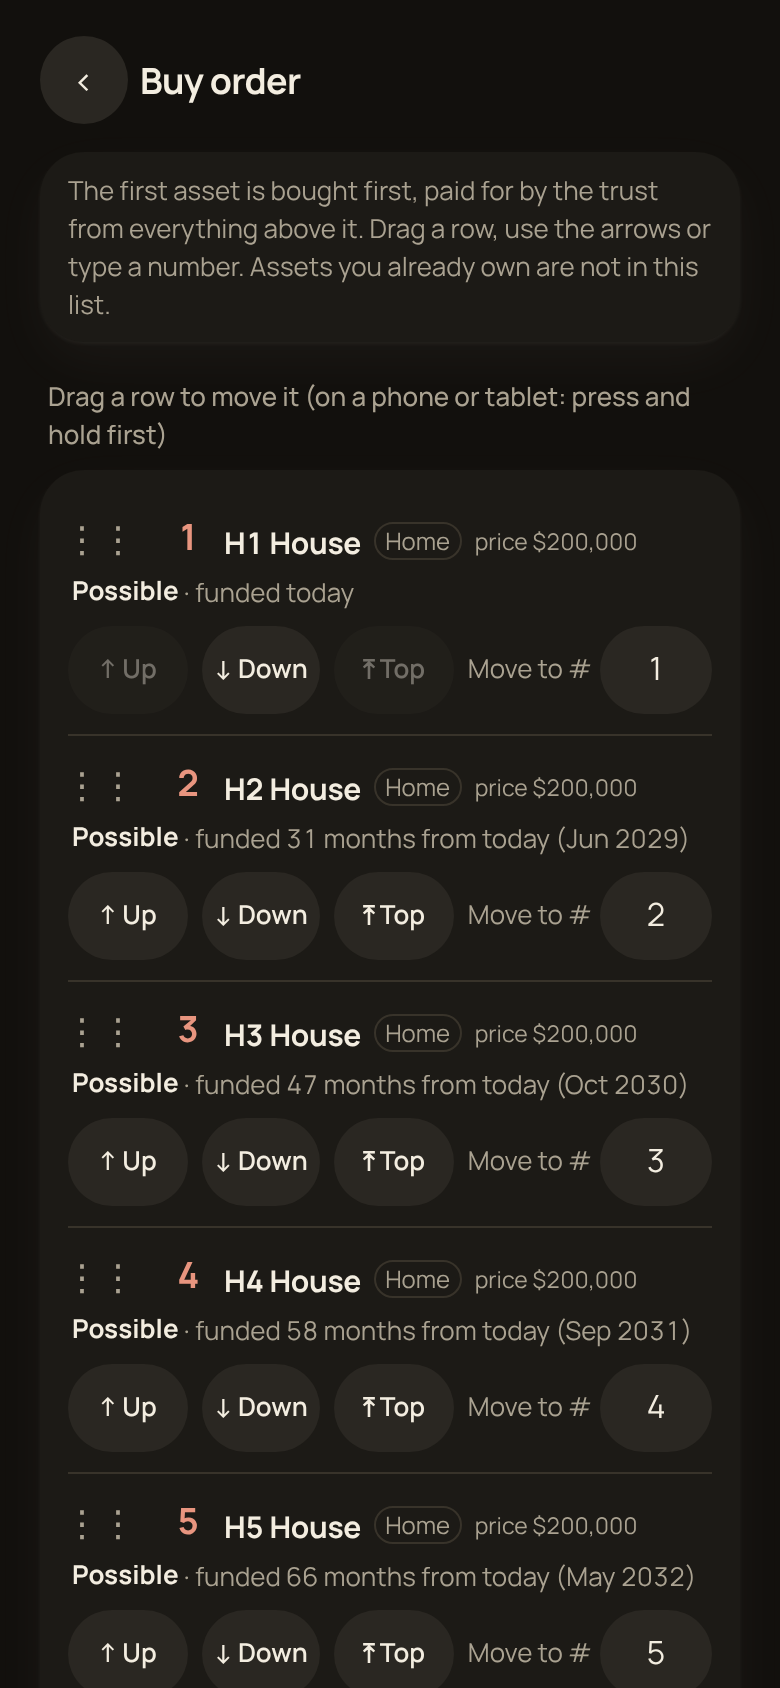 Buy order
The first asset is bought first, paid for by the trust
from everything above it. Drag a row, use the arrows or
type a number. Assets you already own are not in this
list.
Drag a row to move it (on a phone or tablet: press and
hold first)
1 H1 House Home price $200,000
Possible · funded today
↑ Up ↓ Down ⤒ Top Move to # 1
2 H2 House Home price $200,000
Possible · funded 31 months from today (Jun 2029)
↑ Up ↓ Down ⤒ Top Move to # 2
3 H3 House Home price $200,000
Possible · funded 47 months from today (Oct 2030)
↑ Up ↓ Down ⤒ Top Move to # 3
4 H4 House Home price $200,000
Possible · funded 58 months from today (Sep 2031)
↑ Up ↓ Down ⤒ Top Move to # 4
5 H5 House Home price $200,000
Possible · funded 66 months from today (May 2032)
↑ Up ↓ Down ⤒ Top Move to # 5